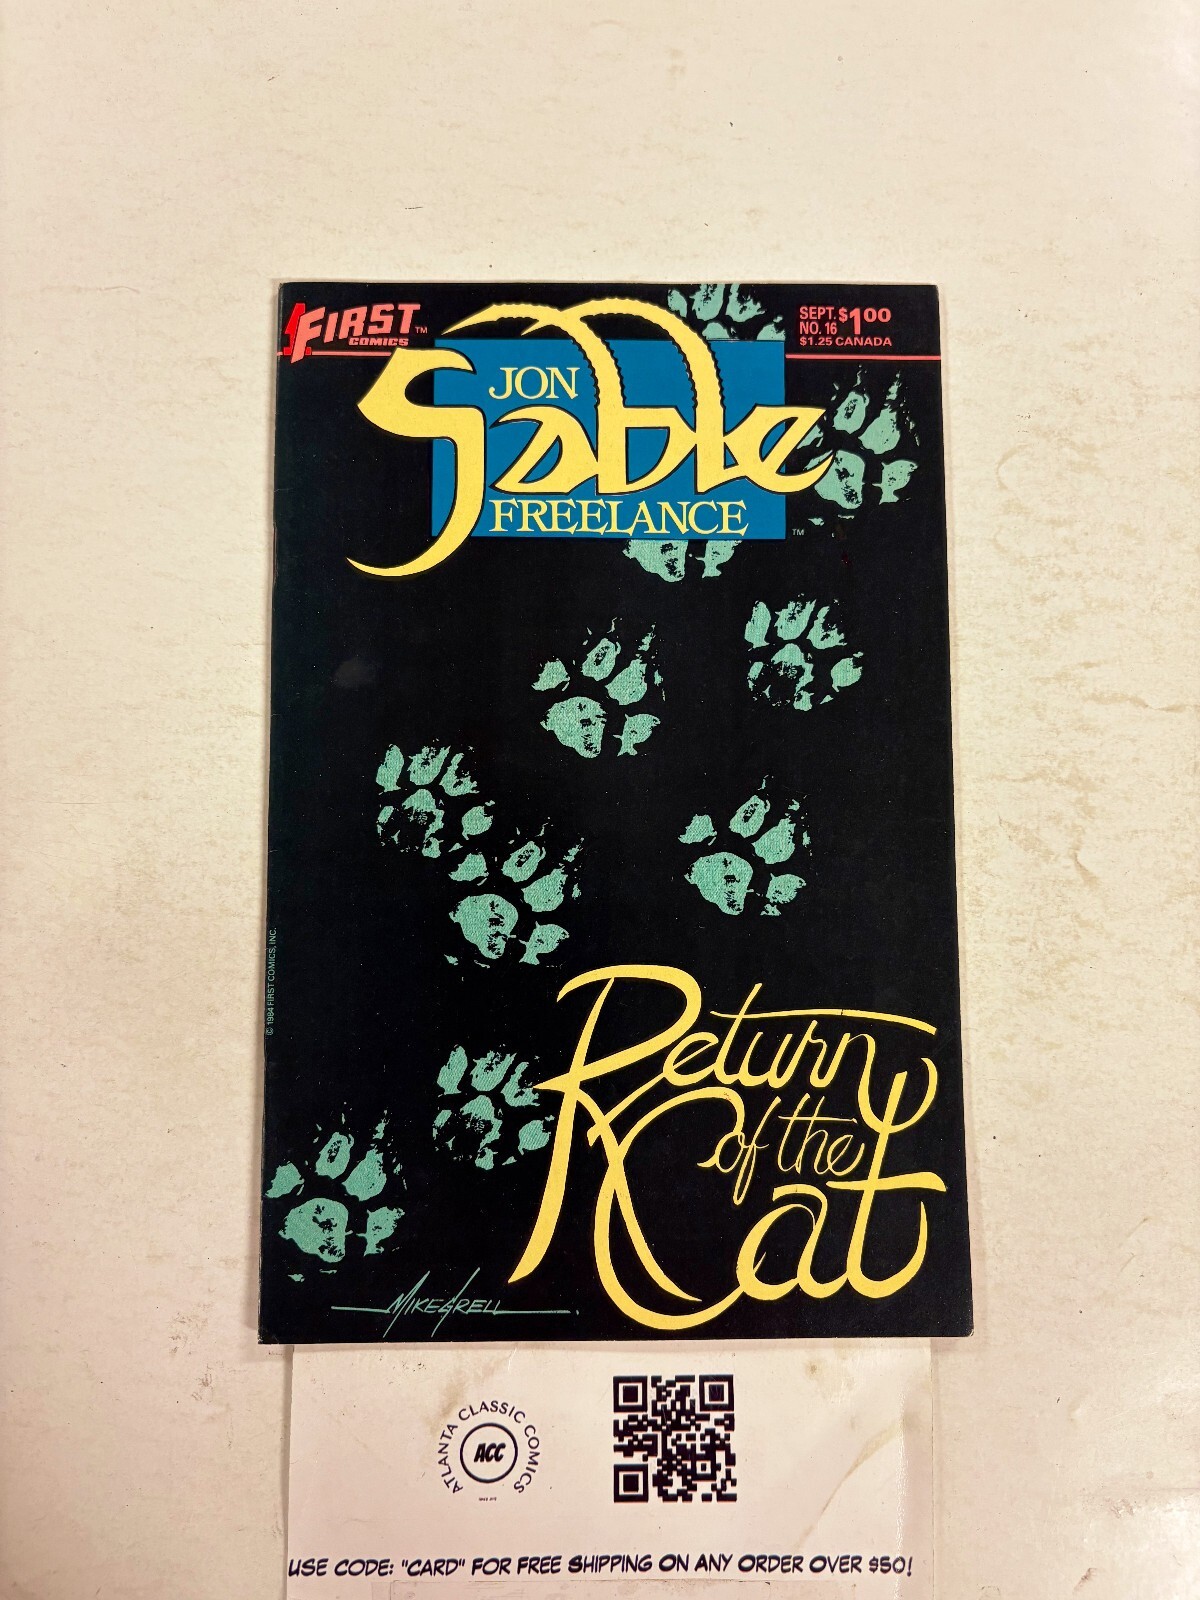 FIRST TM
COMICS
SEPT. $1.00
NO. 16
$1.25 CANADA
JON
Sable
FREELANCE
TM
© 1984 FIRST COMICS, INC.
Return
of the
Cat
MIKE GRELL
ATLANTA CLASSIC COMICS
ACC
USE CODE: "CARD" FOR FREE SHIPPING ON ANY ORDER OVER $50!